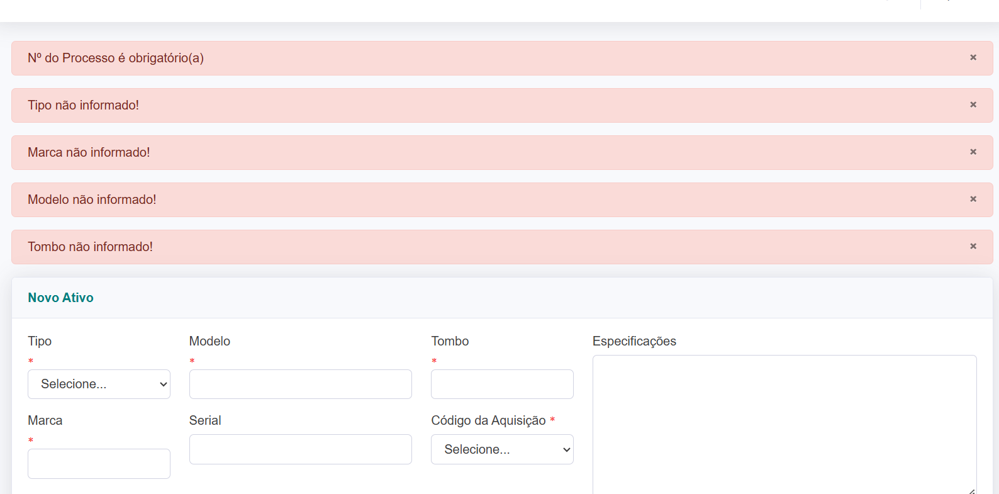 Nº do Processo é obrigatório(a) ×
Tipo não informado! ×
Marca não informado! ×
Modelo não informado! ×
Tombo não informado! ×
Novo Ativo
Tipo
*
Selecione...
Modelo
*
Tombo
*
Especificações
Marca
*
Serial
Código da Aquisição *
Selecione...